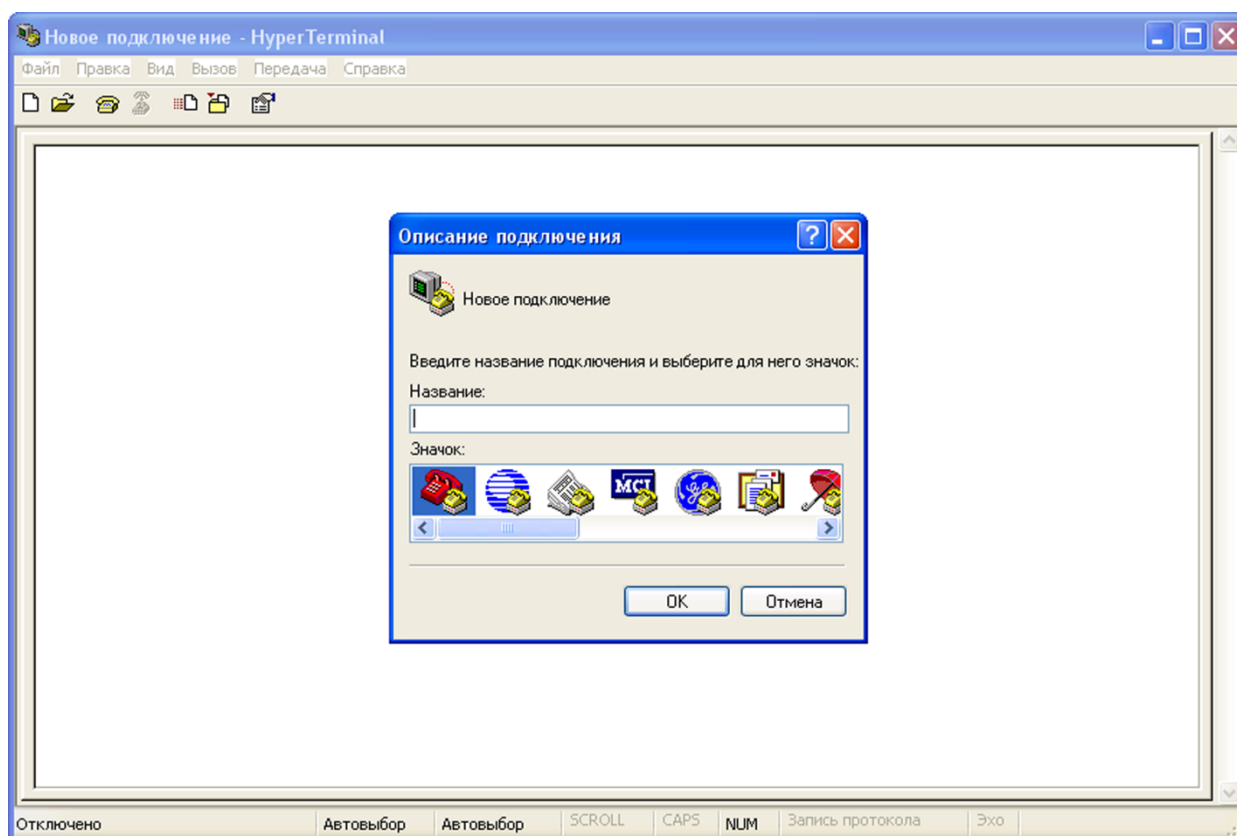 Новое подключение - HyperTerminal
Файл Правка Вид Вызов Передача Справка
Описание подключения
Новое подключение
Введите название подключения и выберите для него значок:
Название:
Значок:
MCI
OK Отмена
Отключено Автовыбор Автовыбор SCROLL CAPS NUM Запись протокола Эхо